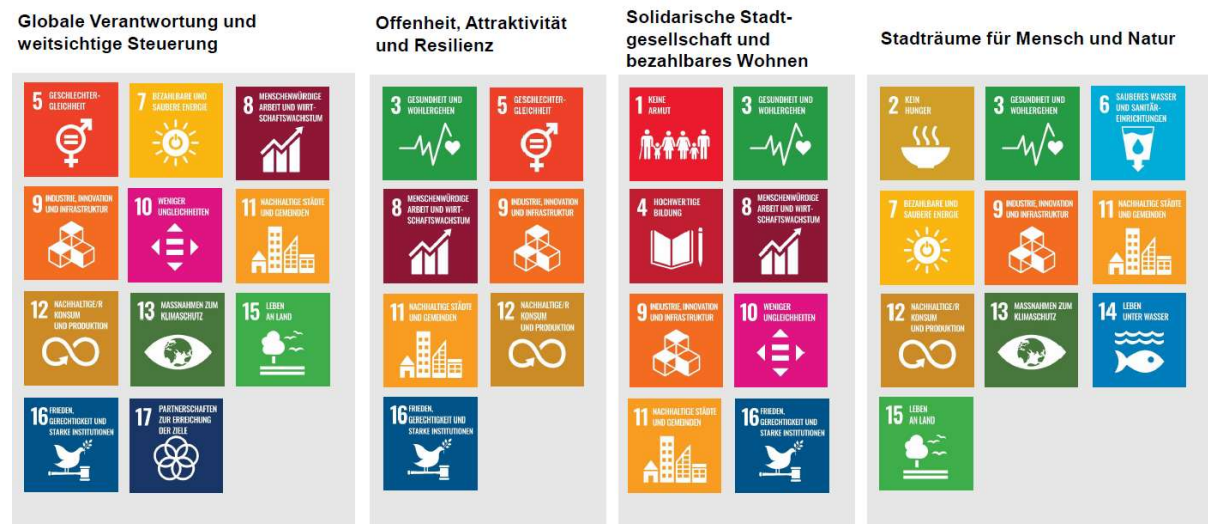 Globale Verantwortung und
weitsichtige Steuerung
5 GESCHLECHTER-
GLEICHHEIT
7 BEZAHLBARE UND
SAUBERE ENERGIE
8 MENSCHENWÜRDIGE
ARBEIT UND WIRT-
SCHAFTSWACHSTUM
9 INDUSTRIE, INNOVATION
UND INFRASTRUKTUR
10 WENIGER
UNGLEICHHEITEN
11 NACHHALTIGE STÄDTE
UND GEMEINDEN
12 NACHHALTIGE/R
KONSUM
UND PRODUKTION
13 MASSNAHMEN ZUM
KLIMASCHUTZ
15 LEBEN
AN LAND
16 FRIEDEN,
GERECHTIGKEIT UND
STARKE INSTITUTIONEN
17 PARTNERSCHAFTEN
ZUR ERREICHUNG
DER ZIELE
Offenheit, Attraktivität
und Resilienz
3 GESUNDHEIT UND
WOHLERGEHEN
5 GESCHLECHTER-
GLEICHHEIT
8 MENSCHENWÜRDIGE
ARBEIT UND WIRT-
SCHAFTSWACHSTUM
9 INDUSTRIE, INNOVATION
UND INFRASTRUKTUR
11 NACHHALTIGE STÄDTE
UND GEMEINDEN
12 NACHHALTIGE/R
KONSUM
UND PRODUKTION
16 FRIEDEN,
GERECHTIGKEIT UND
STARKE INSTITUTIONEN
Solidarische Stadt-
gesellschaft und
bezahlbares Wohnen
1 KEINE
ARMUT
3 GESUNDHEIT UND
WOHLERGEHEN
4 HOCHWERTIGE
BILDUNG
8 MENSCHENWÜRDIGE
ARBEIT UND WIRT-
SCHAFTSWACHSTUM
9 INDUSTRIE, INNOVATION
UND INFRASTRUKTUR
10 WENIGER
UNGLEICHHEITEN
11 NACHHALTIGE STÄDTE
UND GEMEINDEN
16 FRIEDEN,
GERECHTIGKEIT UND
STARKE INSTITUTIONEN
Stadträume für Mensch und Natur
2 KEIN
HUNGER
3 GESUNDHEIT UND
WOHLERGEHEN
6 SAUBERES WASSER
UND SANITÄR-
EINRICHTUNGEN
7 BEZAHLBARE UND
SAUBERE ENERGIE
9 INDUSTRIE, INNOVATION
UND INFRASTRUKTUR
11 NACHHALTIGE STÄDTE
UND GEMEINDEN
12 NACHHALTIGE/R
KONSUM
UND PRODUKTION
13 MASSNAHMEN ZUM
KLIMASCHUTZ
14 LEBEN
UNTER WASSER
15 LEBEN
AN LAND